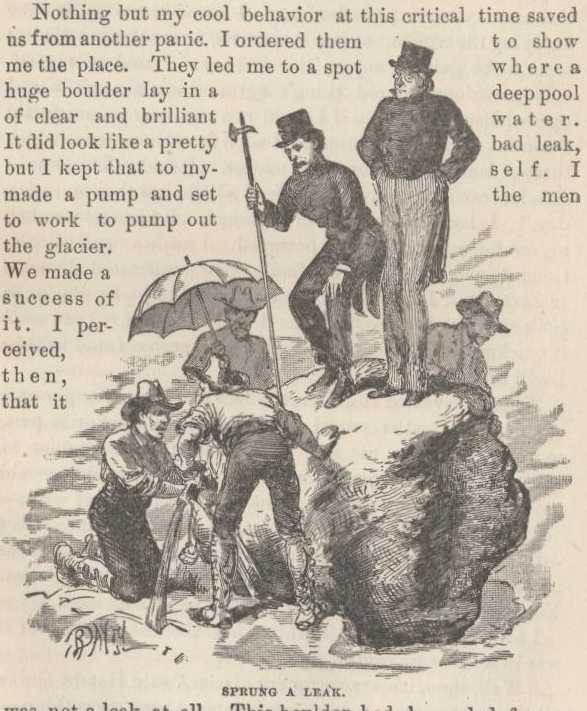 Nothing but my cool behavior at this critical time saved
us from another panic. I ordered them to show
me the place. They led me to a spot where a
huge boulder lay in a deep pool
of clear and brilliant water.
It did look like a pretty bad leak,
but I kept that to my- self. I
made a pump and set the men
to work to pump out
the glacier.
We made a
success of
it. I per-
ceived,
then,
that it
SPRUNG A LEAK.
was not a leak at all. This boulder had